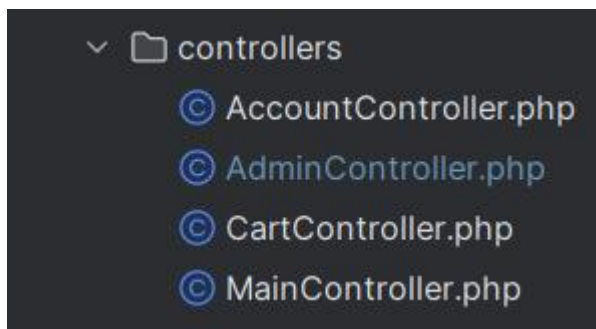 controllers
AccountController.php
AdminController.php
CartController.php
MainController.php